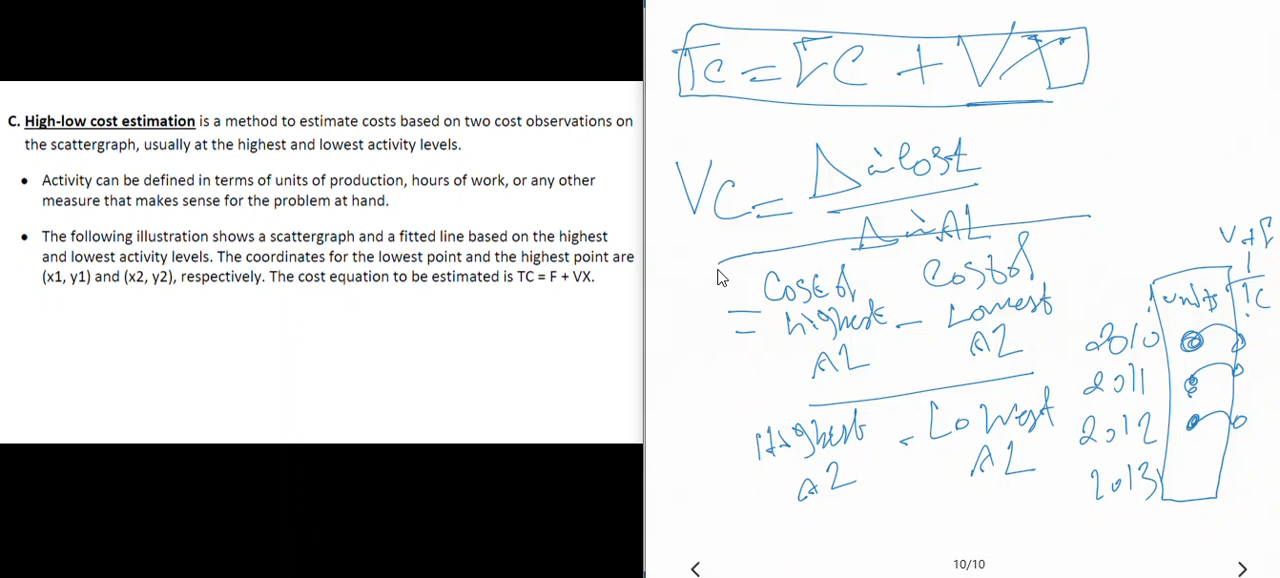 C. High-low cost estimation is a method to estimate costs based on two cost observations on
the scattergraph, usually at the highest and lowest activity levels.
• Activity can be defined in terms of units of production, hours of work, or any other
measure that makes sense for the problem at hand.
• The following illustration shows a scattergraph and a fitted line based on the highest
and lowest activity levels. The coordinates for the lowest point and the highest point are
(x1, y1) and (x2, y2), respectively. The cost equation to be estimated is TC = F + VX.
TC = FC + VX
VC = Δ in Cost
Δ in AL
Cost of Cost of
= highest - Lowest
AL AL
Highest - Lowest
AL AL
V + F
units TC
2010
2011
2012
2013
10/10